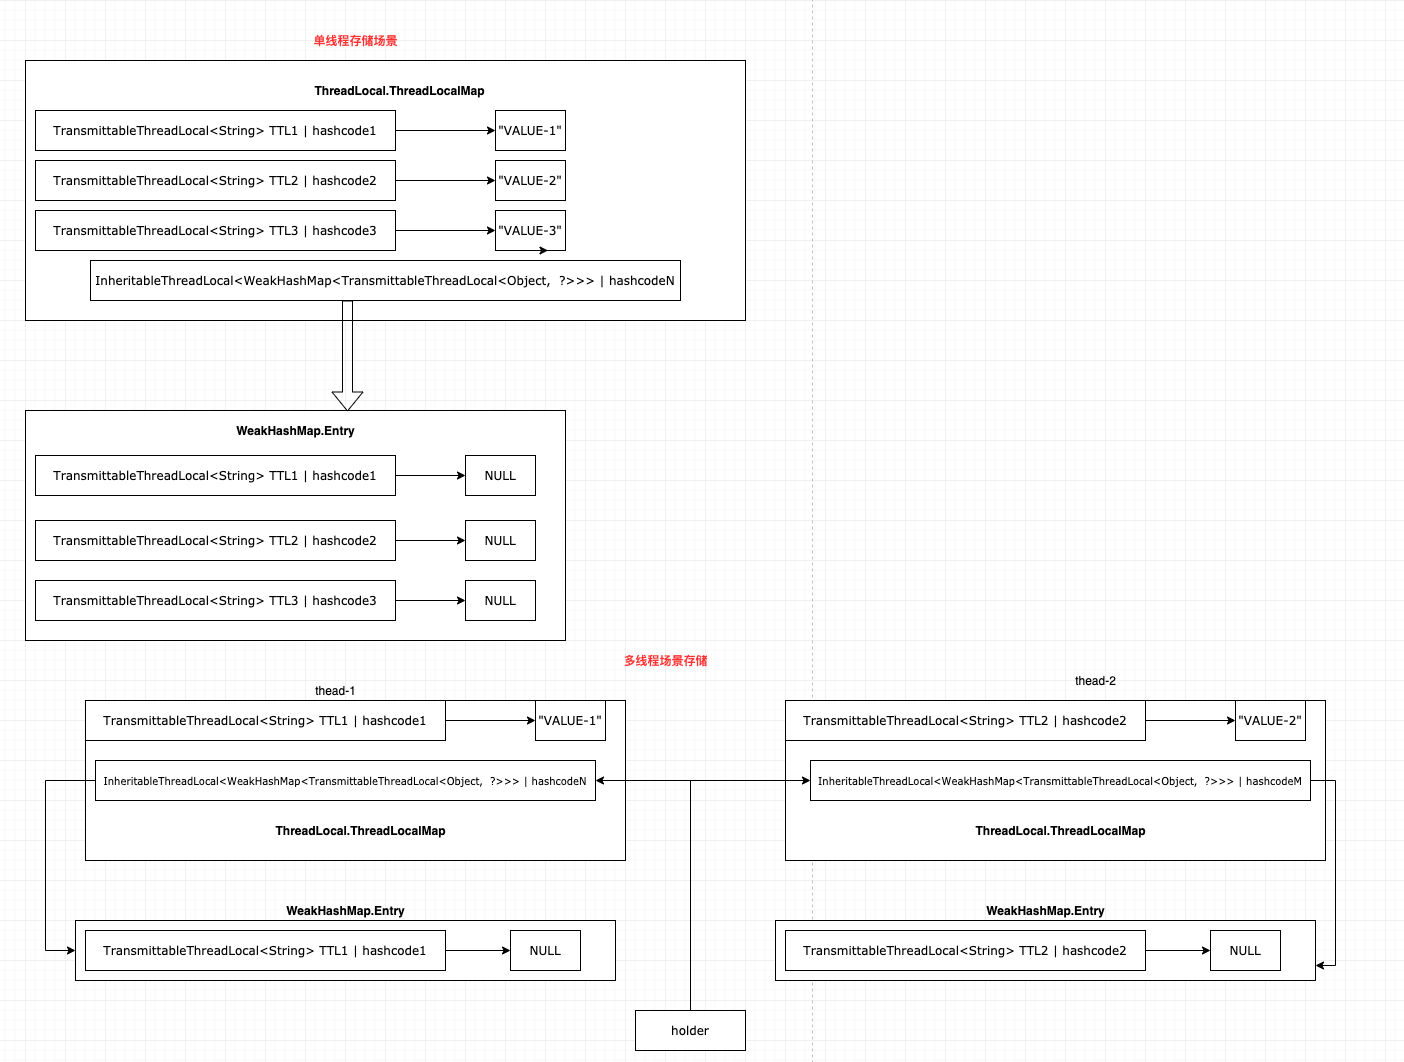 单线程存储场景
ThreadLocal.ThreadLocalMap
TransmittableThreadLocal<String> TTL1 | hashcode1
"VALUE-1"
TransmittableThreadLocal<String> TTL2 | hashcode2
"VALUE-2"
TransmittableThreadLocal<String> TTL3 | hashcode3
"VALUE-3"
InheritableThreadLocal<WeakHashMap<TransmittableThreadLocal<Object,  ?>>> | hashcodeN
WeakHashMap.Entry
TransmittableThreadLocal<String> TTL1 | hashcode1
NULL
TransmittableThreadLocal<String> TTL2 | hashcode2
NULL
TransmittableThreadLocal<String> TTL3 | hashcode3
NULL
多线程场景存储
thead-1
TransmittableThreadLocal<String> TTL1 | hashcode1
"VALUE-1"
InheritableThreadLocal<WeakHashMap<TransmittableThreadLocal<Object,  ?>>> | hashcodeN
ThreadLocal.ThreadLocalMap
WeakHashMap.Entry
TransmittableThreadLocal<String> TTL1 | hashcode1
NULL
thead-2
TransmittableThreadLocal<String> TTL2 | hashcode2
"VALUE-2"
InheritableThreadLocal<WeakHashMap<TransmittableThreadLocal<Object,  ?>>> | hashcodeM
ThreadLocal.ThreadLocalMap
WeakHashMap.Entry
TransmittableThreadLocal<String> TTL2 | hashcode2
NULL
holder